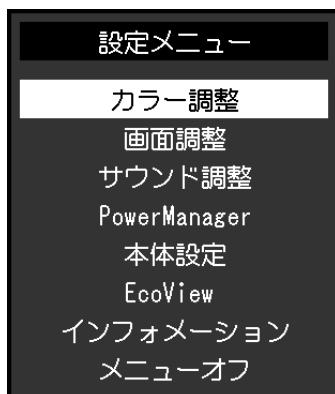 設定メニュー
カラー調整
画面調整
サウンド調整
PowerManager
本体設定
EcoView
インフォメーション
メニューオフ